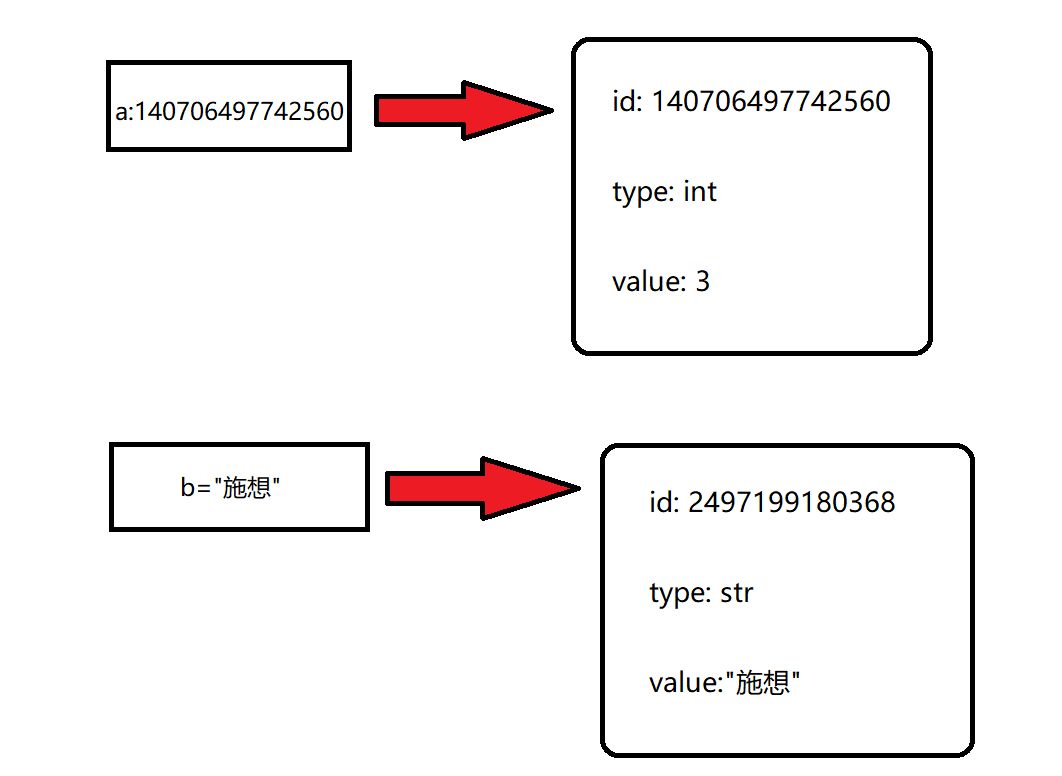 a:140706497742560
id: 140706497742560
type: int
value: 3
b="施想"
id: 2497199180368
type: str
value:"施想"